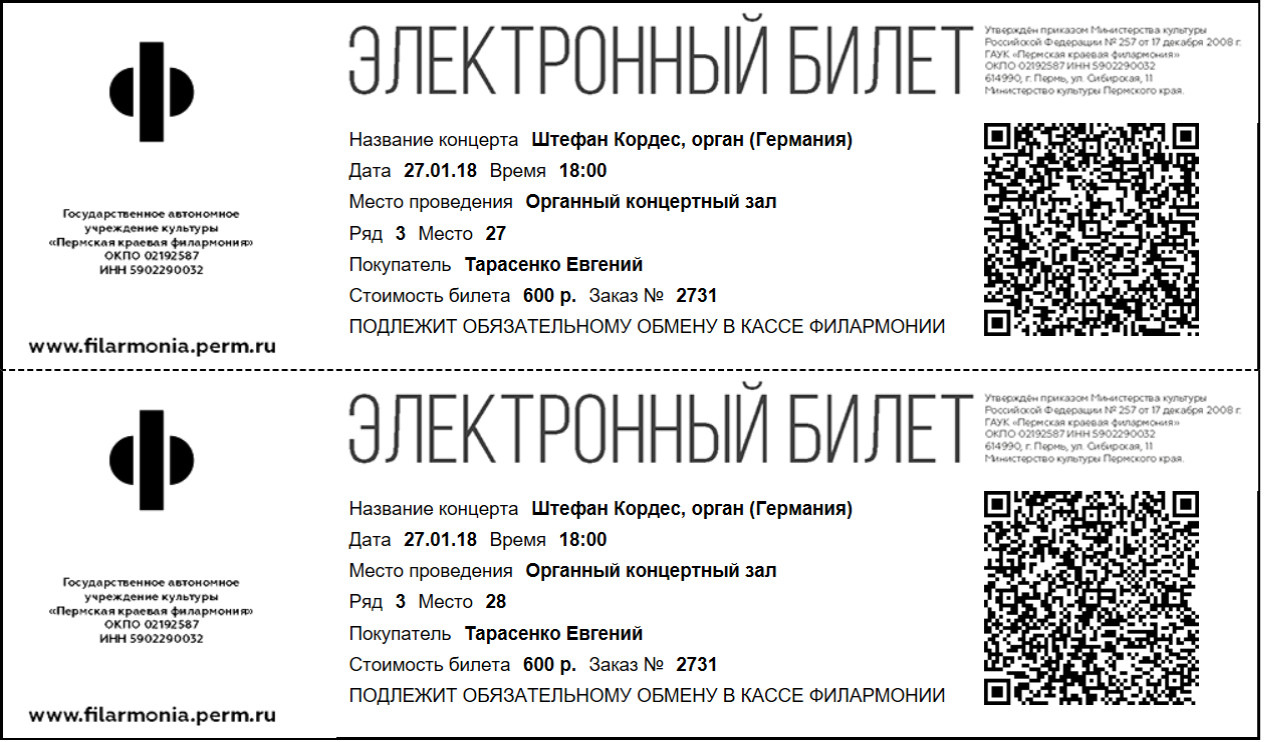 ЭЛЕКТРОННЫЙ БИЛЕТ
Утверждён приказом Министерства культуры
Российской Федерации № 257 от 17 декабря 2008 г.
ГАУК «Пермская краевая филармония»
ОКПО 02192587 ИНН 5902290032
614990, г. Пермь, ул. Сибирская, 11
Министерство культуры Пермского края.
Название концерта Штефан Кордес, орган (Германия)
Дата 27.01.18 Время 18:00
Место проведения Органный концертный зал
Ряд 3 Место 27
Покупатель Тарасенко Евгений
Стоимость билета 600 р. Заказ № 2731
ПОДЛЕЖИТ ОБЯЗАТЕЛЬНОМУ ОБМЕНУ В КАССЕ ФИЛАРМОНИИ
Государственное автономное
учреждение культуры
«Пермская краевая филармония»
ОКПО 02192587
ИНН 5902290032
www.filarmonia.perm.ru
ЭЛЕКТРОННЫЙ БИЛЕТ
Утверждён приказом Министерства культуры
Российской Федерации № 257 от 17 декабря 2008 г.
ГАУК «Пермская краевая филармония»
ОКПО 02192587 ИНН 5902290032
614990, г. Пермь, ул. Сибирская, 11
Министерство культуры Пермского края.
Название концерта Штефан Кордес, орган (Германия)
Дата 27.01.18 Время 18:00
Место проведения Органный концертный зал
Ряд 3 Место 28
Покупатель Тарасенко Евгений
Стоимость билета 600 р. Заказ № 2731
ПОДЛЕЖИТ ОБЯЗАТЕЛЬНОМУ ОБМЕНУ В КАССЕ ФИЛАРМОНИИ
Государственное автономное
учреждение культуры
«Пермская краевая филармония»
ОКПО 02192587
ИНН 5902290032
www.filarmonia.perm.ru